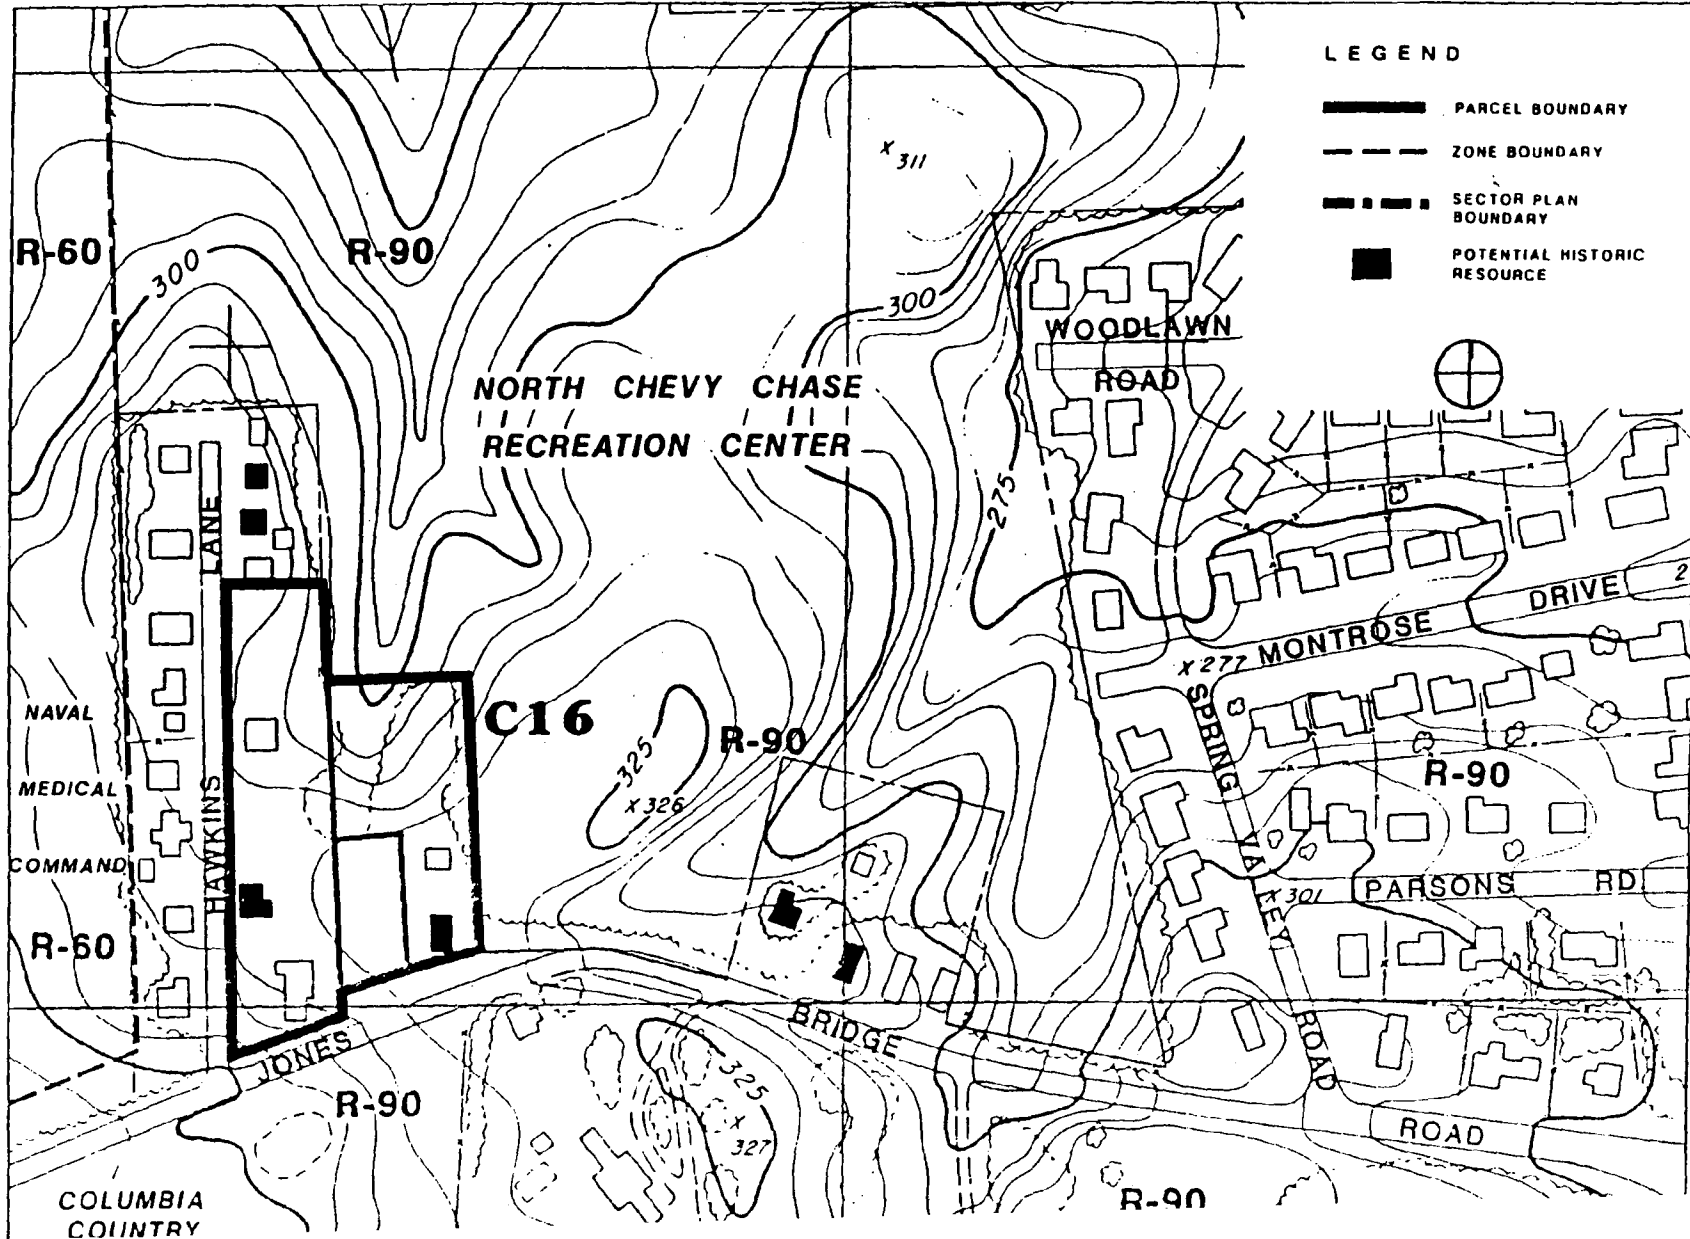 LEGEND
PARCEL BOUNDARY
ZONE BOUNDARY
SECTOR PLAN
BOUNDARY
POTENTIAL HISTORIC
RESOURCE
x 311
R-60
R-90
300
300
WOODLAWN
ROAD
NORTH CHEVY CHASE
RECREATION CENTER
275
HAWKINS LANE
DRIVE
2
MONTROSE
x 277
C16
NAVAL
MEDICAL
COMMAND
325
x 326
R-90
SPRING VALLEY ROAD
R-90
x 301
PARSONS RD
R-60
JONES
BRIDGE
ROAD
R-90
325
x
327
COLUMBIA
COUNTRY
R-90